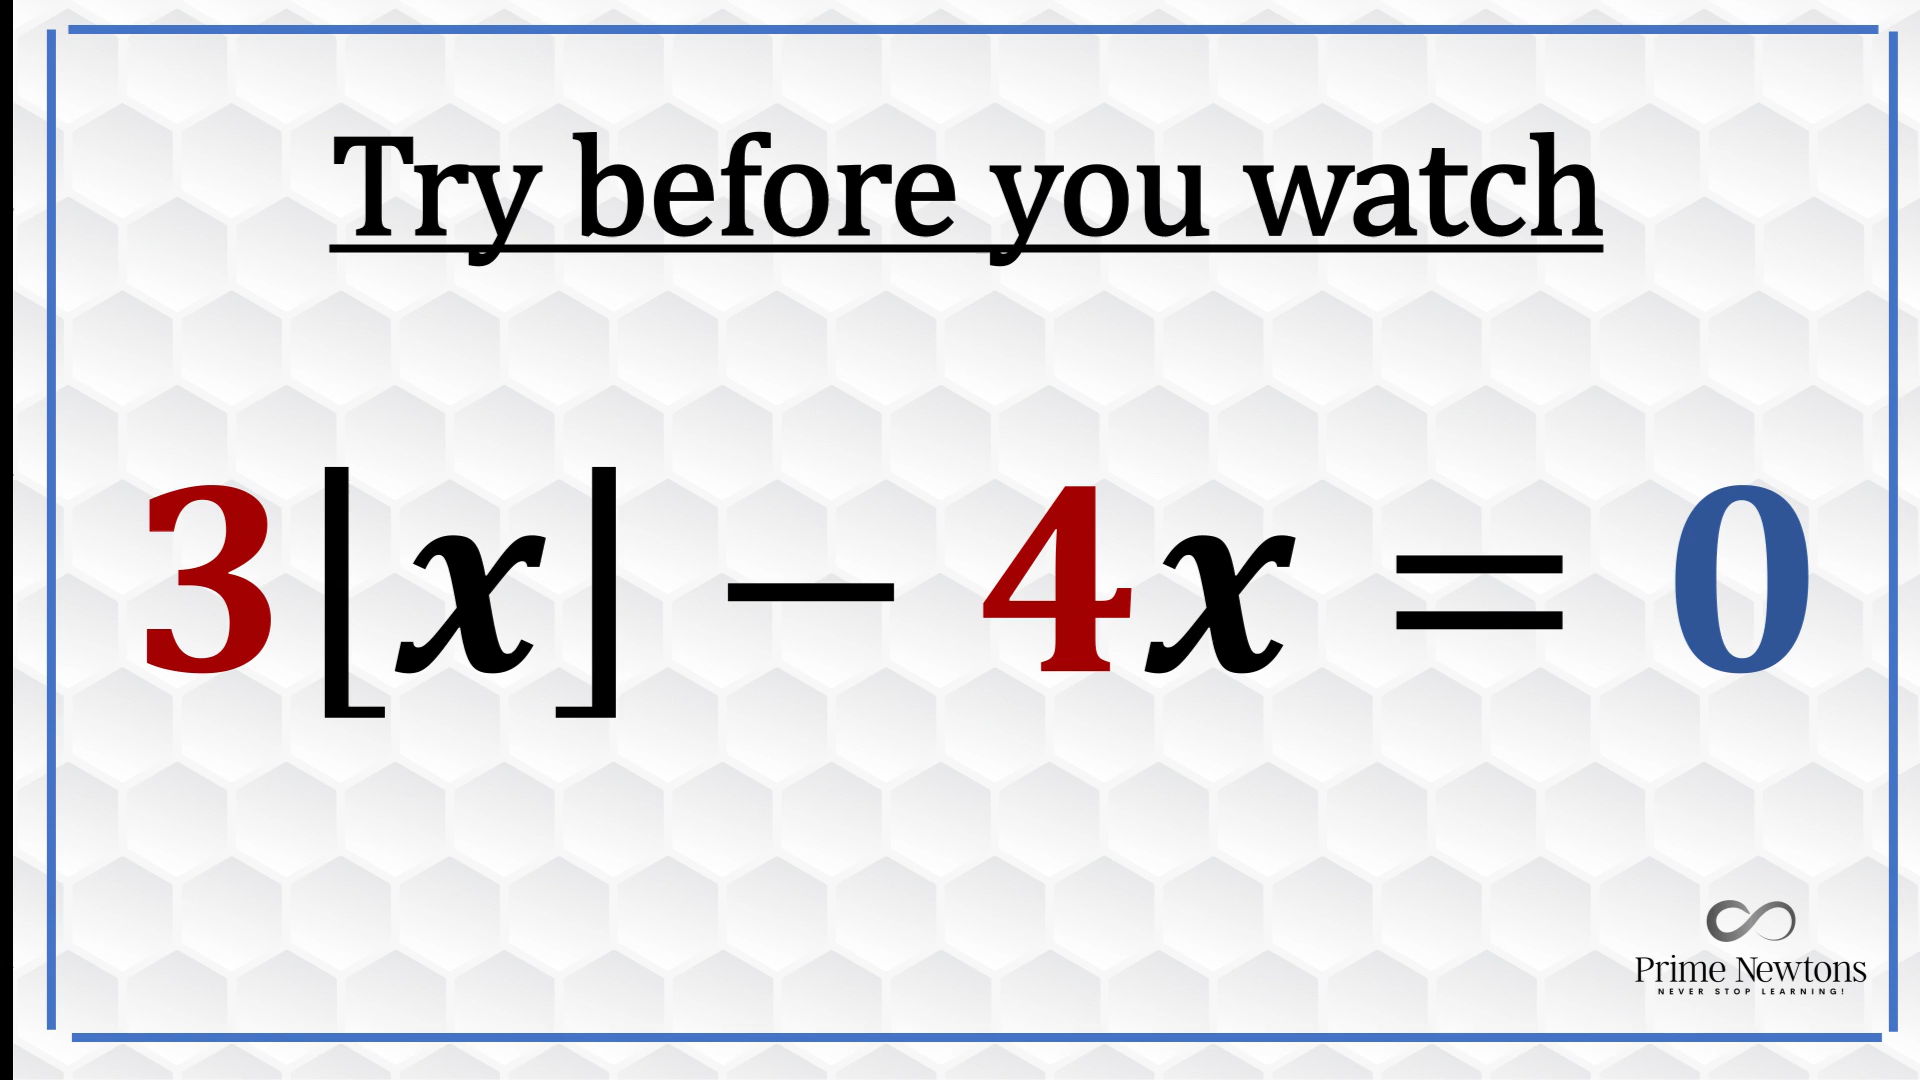 Try before you watch
3⌊x⌋ − 4x = 0
Prime Newtons
NEVER STOP LEARNING!